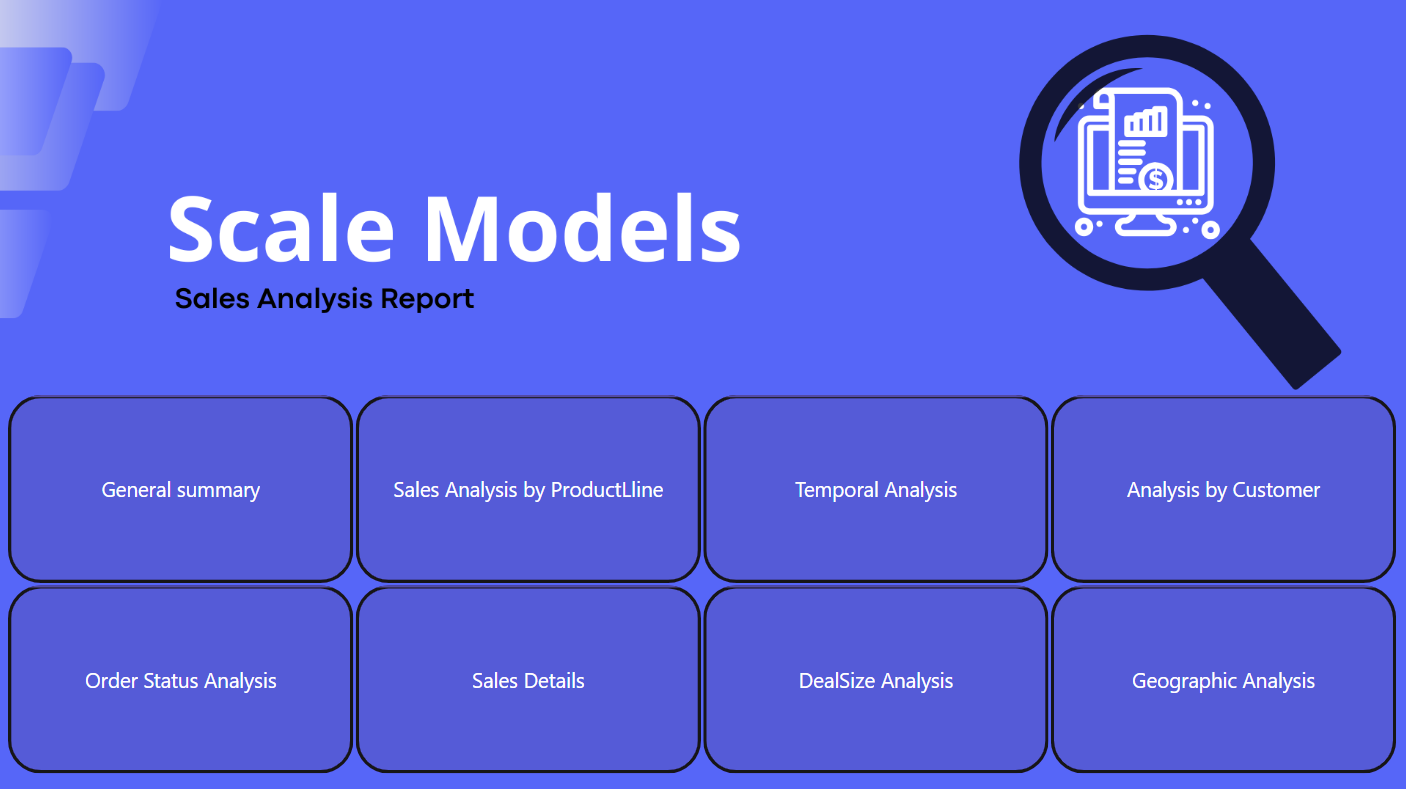 Scale Models
Sales Analysis Report
$
General summary
Sales Analysis by ProductLline
Temporal Analysis
Analysis by Customer
Order Status Analysis
Sales Details
DealSize Analysis
Geographic Analysis